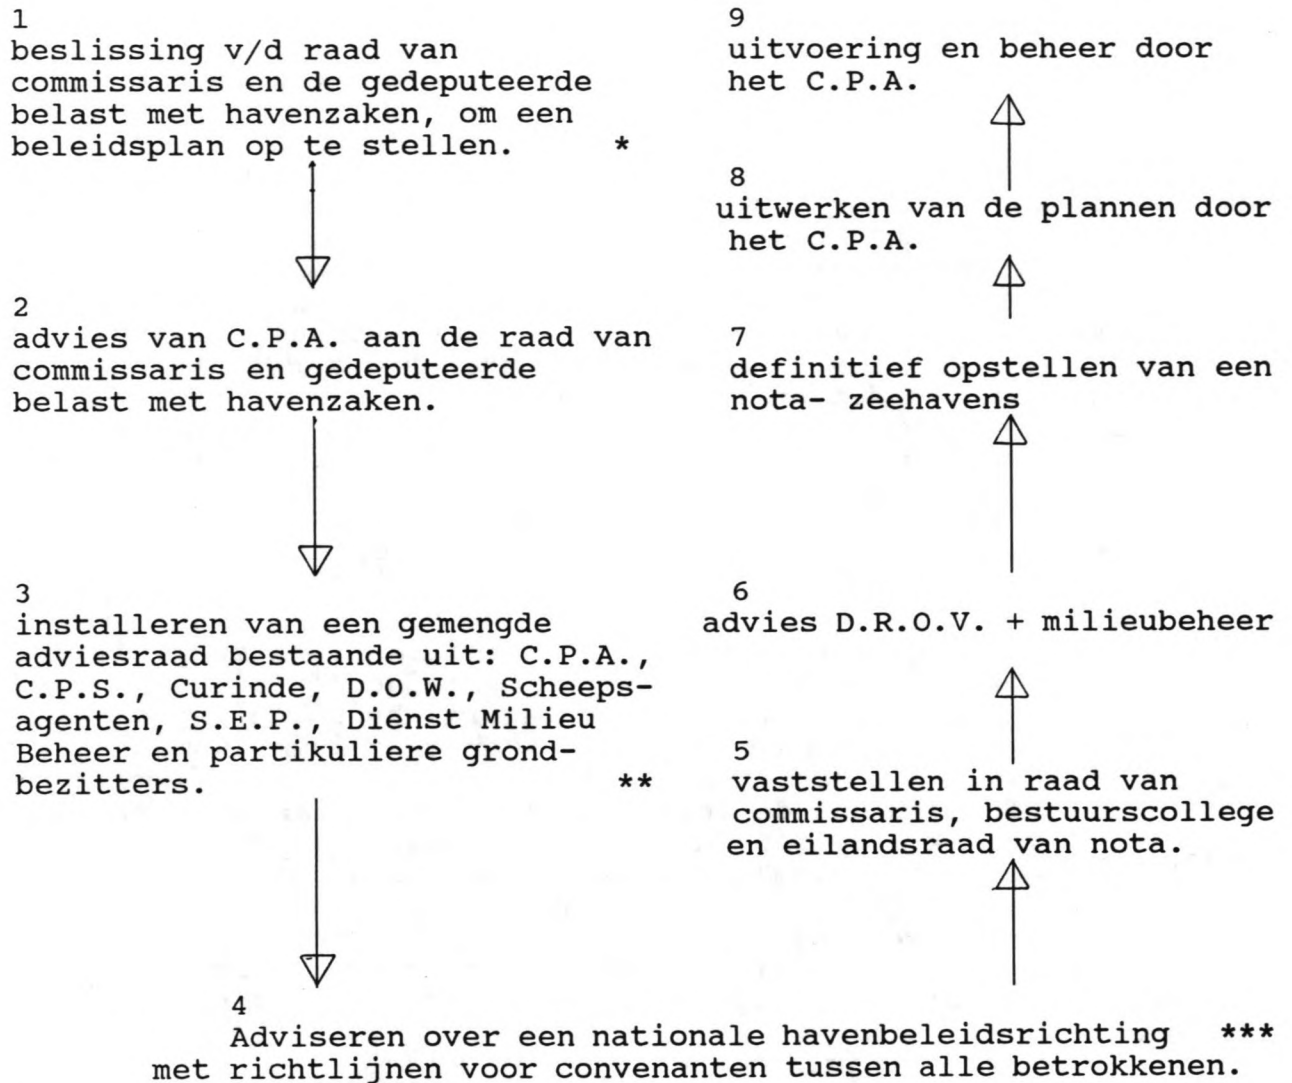 1
beslissing v/d raad van
commissaris en de gedeputeerde
belast met havenzaken, om een
beleidsplan op te stellen. *
2
advies van C.P.A. aan de raad van
commissaris en gedeputeerde
belast met havenzaken.
3
installeren van een gemengde
adviesraad bestaande uit: C.P.A.,
C.P.S., Curinde, D.O.W., Scheeps-
agenten, S.E.P., Dienst Milieu
Beheer en partikuliere grond-
bezitters. **
4
Adviseren over een nationale havenbeleidsrichting ***
met richtlijnen voor convenanten tussen alle betrokkenen.
5
vaststellen in raad van
commissaris, bestuurscollege
en eilandsraad van nota.
6
advies D.R.O.V. + milieubeheer
7
definitief opstellen van een
nota- zeehavens
8
uitwerken van de plannen door
het C.P.A.
9
uitvoering en beheer door
het C.P.A.